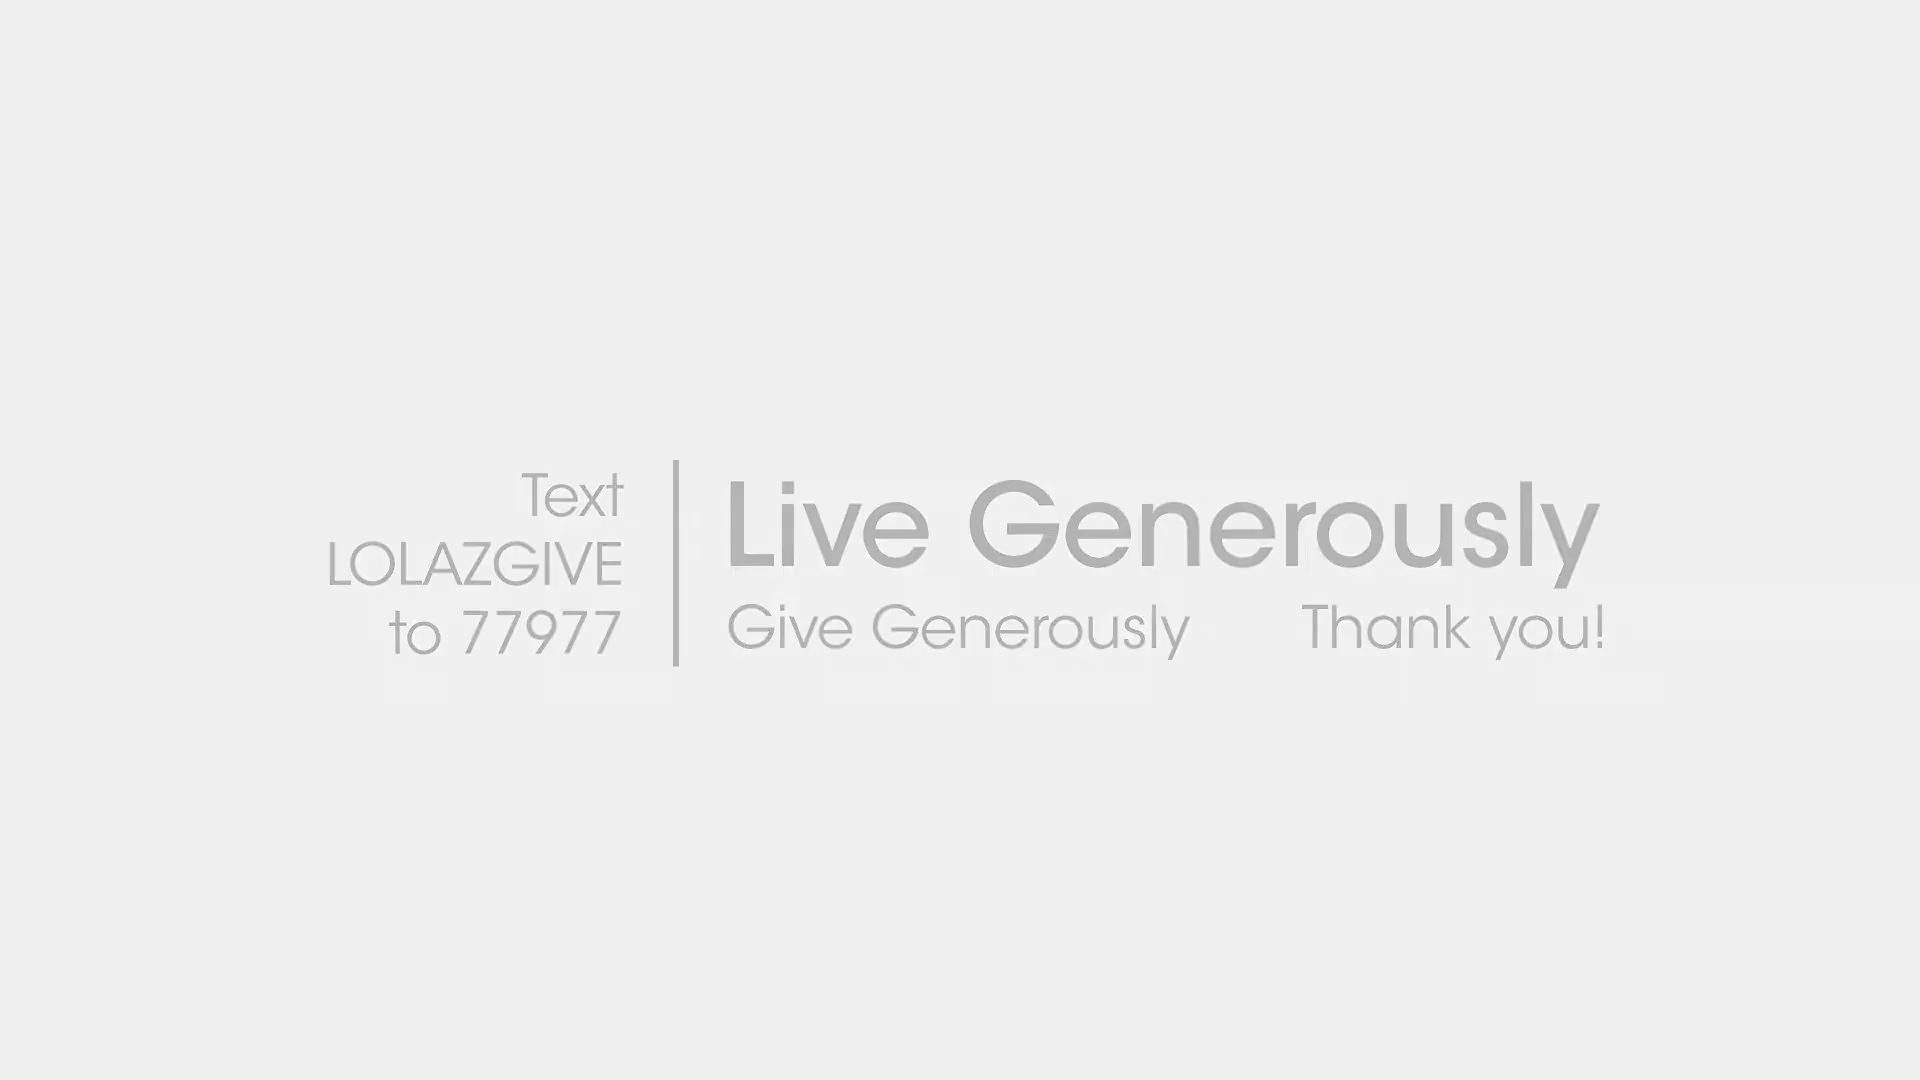 Text
LOLAZGIVE
to 77977
Live Generously
Give Generously Thank you!